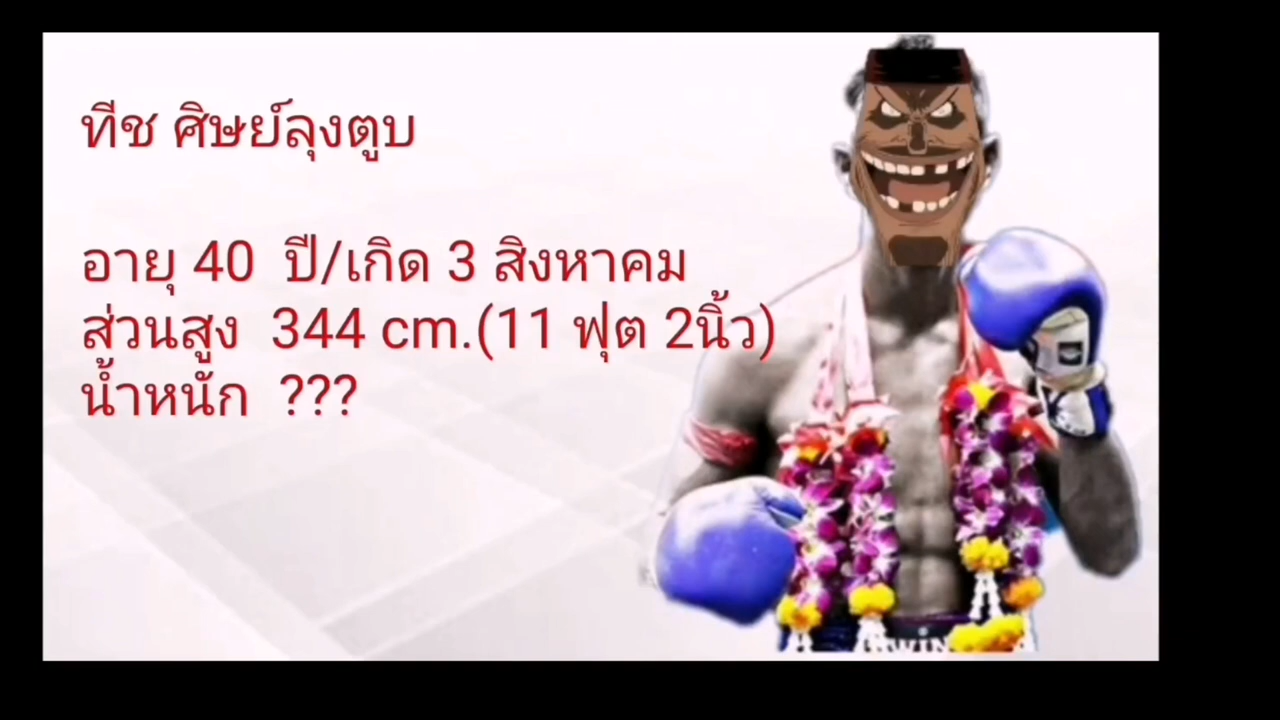 ทีช ศิษย์ลุงตูบ
อายุ 40 ปี/เกิด 3 สิงหาคม
ส่วนสูง 344 cm.(11 ฟุต 2นิ้ว)
น้ำหนัก ???